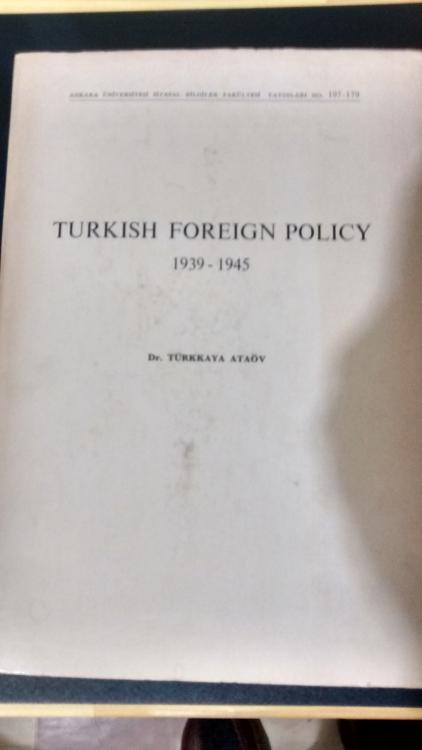 ANKARA ÜNİVERSİTESİ SİYASAL BİLGİLER FAKÜLTESİ YAYINLARI NO. 197-179
TURKISH FOREIGN POLICY
1939 - 1945
Dr. TÜRKKAYA ATAÖV